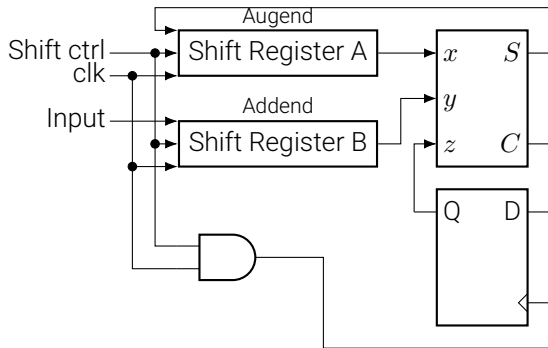 Augend
Shift ctrl
Shift Register A
clk
x
S
Addend
y
Input
Shift Register B
z
C
Q
D